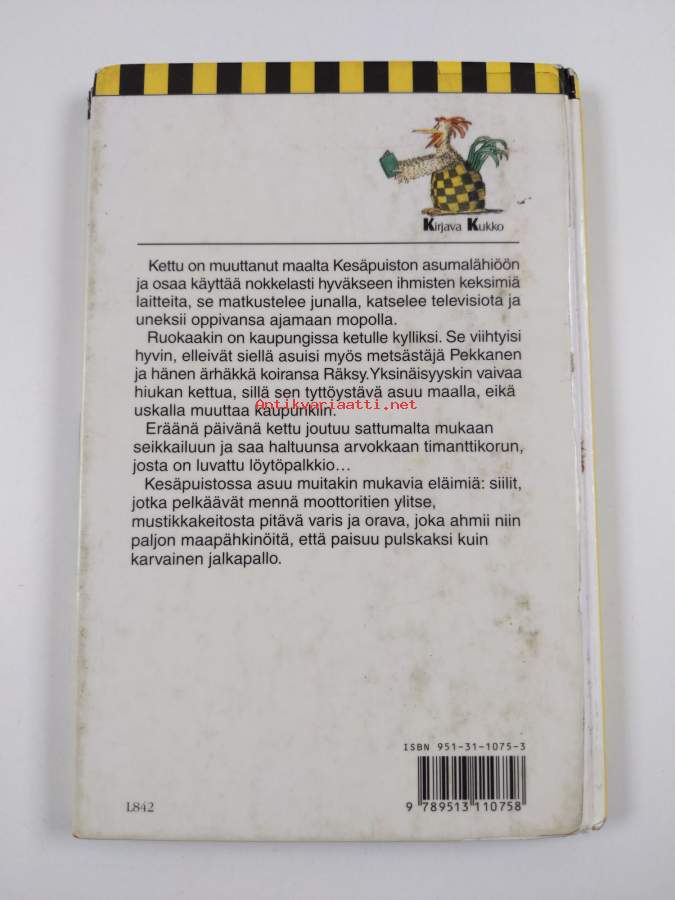 Kirjava Kukko
Kettu on muuttanut maalta Kesäpuiston asumalähiöön
ja osaa käyttää nokkelasti hyväkseen ihmisten keksimiä
laitteita, se matkustelee junalla, katselee televisiota ja
uneksii oppivansa ajamaan mopolla.
Ruokaakin on kaupungissa ketulle kylliksi. Se viihtyisi
hyvin, elleivät siellä asuisi myös metsästäjä Pekkanen
ja hänen ärhäkkä koiransa Räksy.Yksinäisyyskin vaivaa
hiukan kettua, sillä sen tyttöystävä asuu maalla, eikä
Antikvariaatti.net
uskalla muuttaa kaupunkiin.
Eräänä päivänä kettu joutuu sattumalta mukaan
seikkailuun ja saa haltuunsa arvokkaan timanttikorun,
josta on luvattu löytöpalkkio...
Kesäpuistossa asuu muitakin mukavia eläimiä: siilit,
jotka pelkäävät mennä moottoritien ylitse,
mustikkakeitosta pitävä varis ja orava, joka ahmii niin
paljon maapähkinöitä, että paisuu pulskaksi kuin
karvainen jalkapallo.
ISBN 951-31-1075-3
9 789513 110758
L842